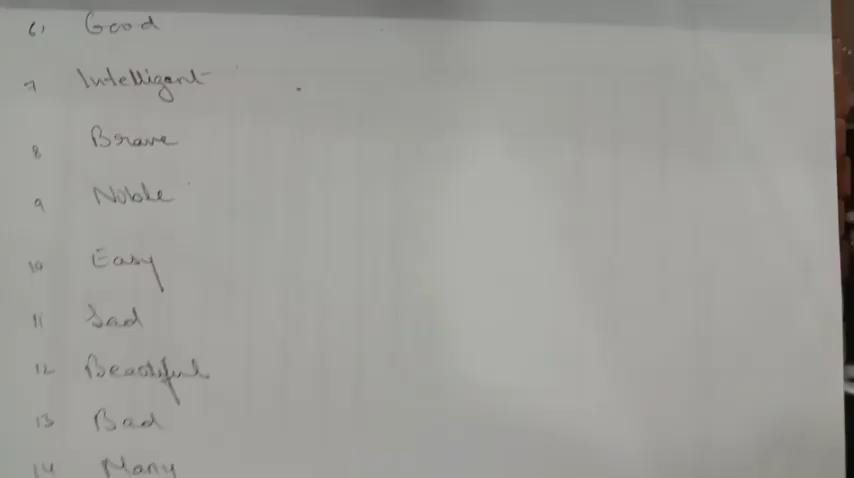 6) Good
7 Intelligent
8 Brave
9 Noble
10 Easy
11 Sad
12 Beautiful
13 Bad
14 Many